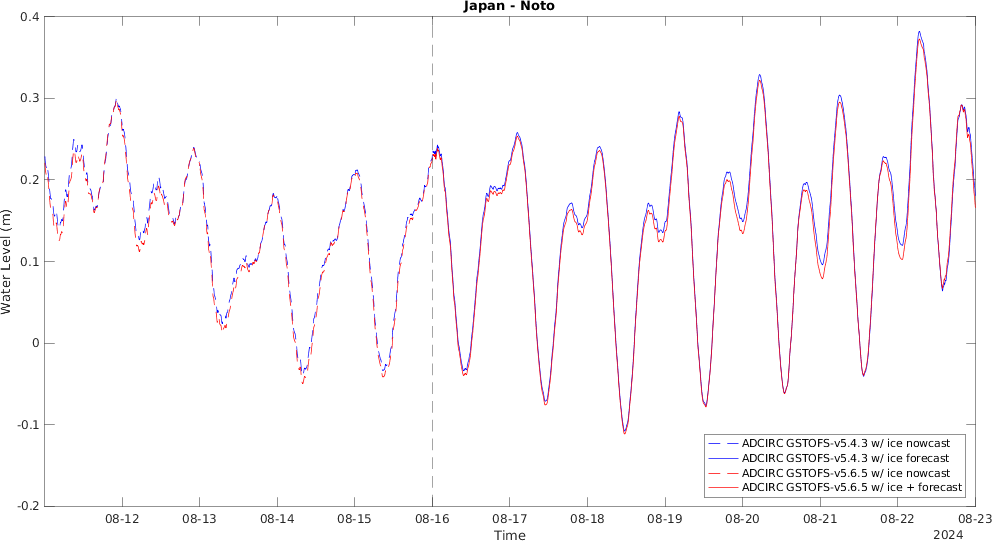 Japan - Noto
Water Level (m)
0.4
0.3
0.2
0.1
0
-0.1
-0.2
ADCIRC GSTOFS-v5.4.3 w/ ice nowcast
ADCIRC GSTOFS-v5.4.3 w/ ice forecast
ADCIRC GSTOFS-v5.6.5 w/ ice nowcast
ADCIRC GSTOFS-v5.6.5 w/ ice + forecast
08-12 08-13 08-14 08-15 08-16 08-17 08-18 08-19 08-20 08-21 08-22 08-23
Time
2024